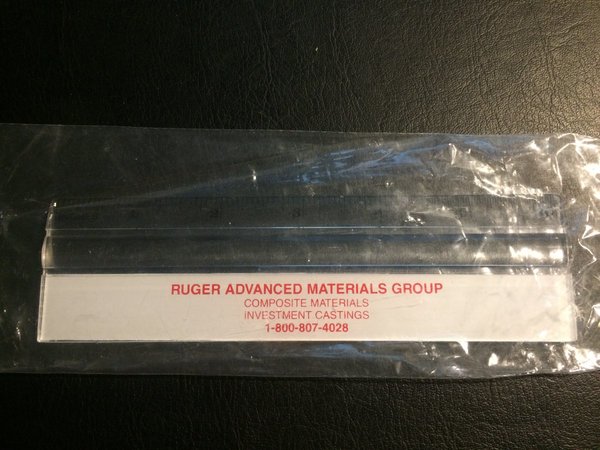 RUGER ADVANCED MATERIALS GROUP
COMPOSITE MATERIALS
INVESTMENT CASTINGS
1-800-807-4028